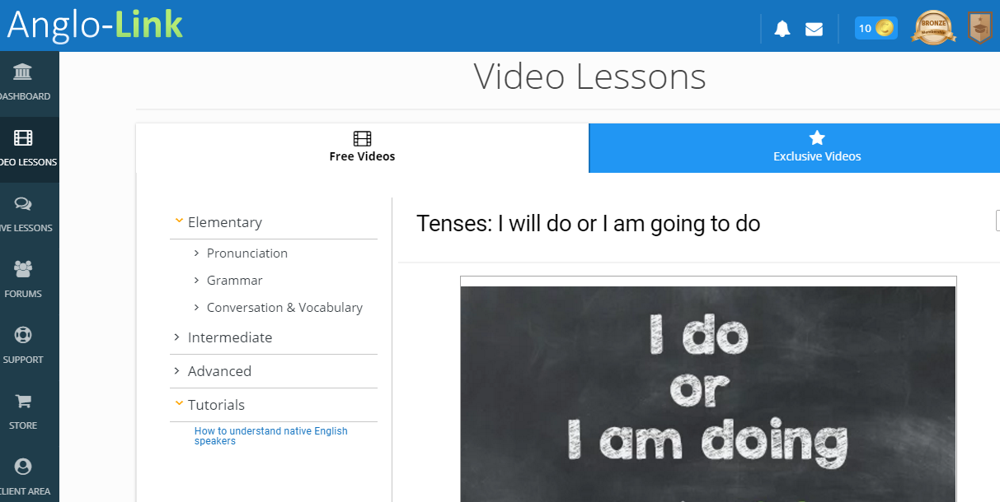 Anglo-Link
10
BRONZE
Membership
DASHBOARD
DEO LESSONS
IVE LESSONS
FORUMS
SUPPORT
STORE
CLIENT AREA
Video Lessons
Free Videos
Exclusive Videos
Elementary
Pronunciation
Grammar
Conversation & Vocabulary
Intermediate
Advanced
Tutorials
How to understand native English
speakers
Tenses: I will do or I am going to do
I do
or
I am doing